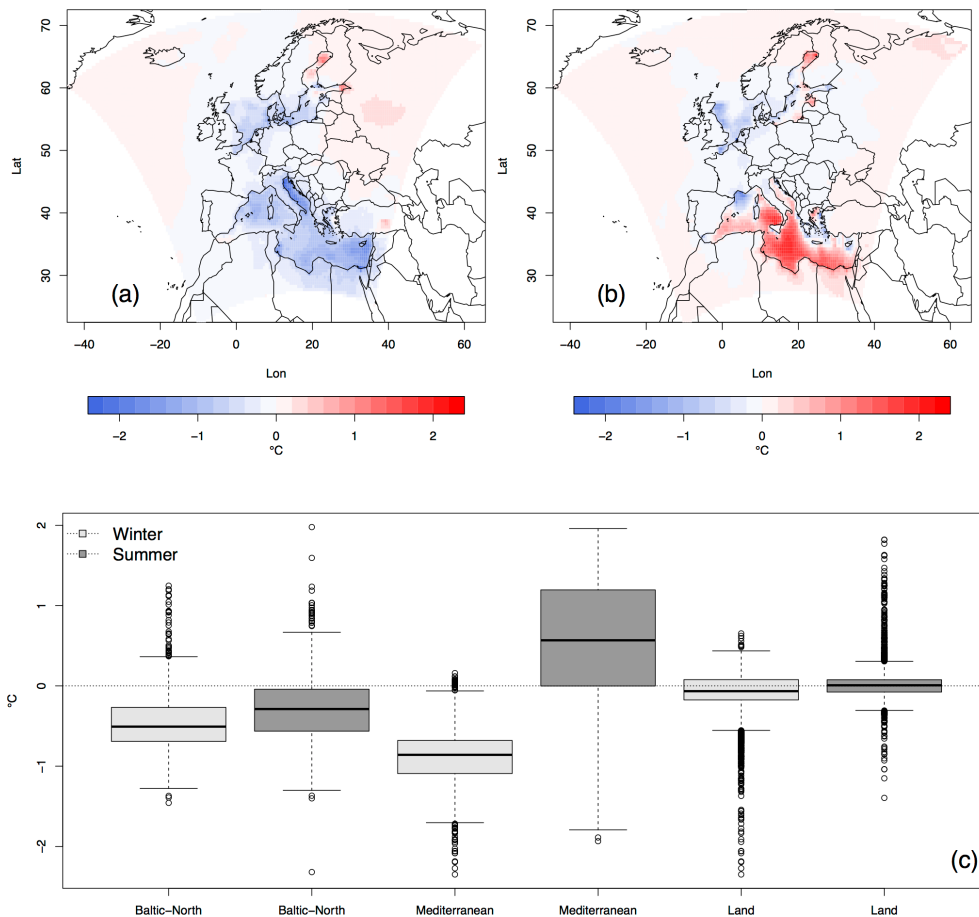 70
60
50
40
30
Lat
(a)
−40
−20
0
20
40
60
Lon
−2
−1
0
1
2
°C
70
60
50
40
30
Lat
(b)
−40
−20
0
20
40
60
Lon
−2
−1
0
1
2
°C
2
1
0
−1
−2
°C
Winter
Summer
(c)
Baltic−North
Baltic−North
Mediterranean
Mediterranean
Land
Land